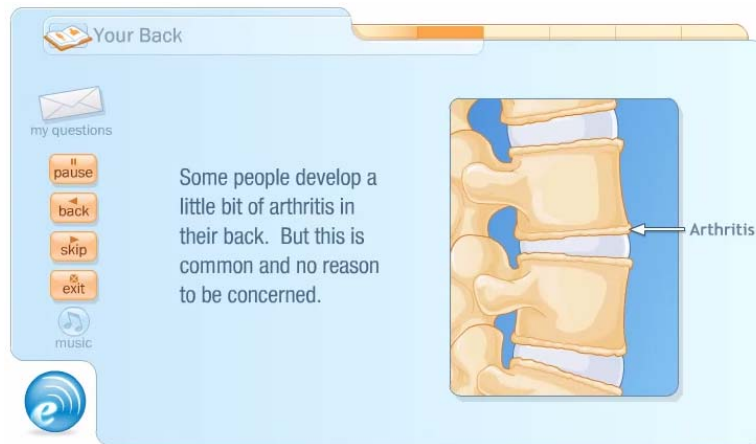 Your Back
my questions
pause
back
skip
exit
music
Some people develop a
little bit of arthritis in
their back. But this is
common and no reason
to be concerned.
Arthritis
e